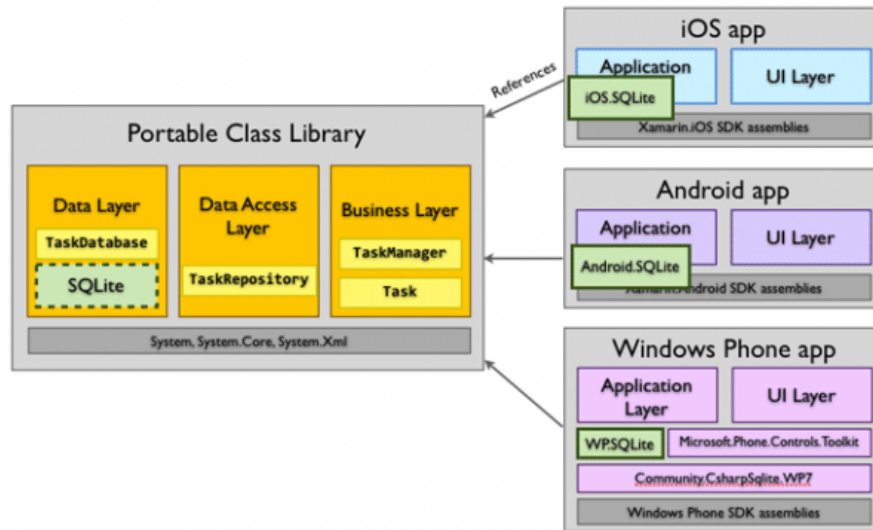 Portable Class Library
Data Layer
TaskDatabase
SQLite
Data Access
Layer
TaskRepository
Business Layer
TaskManager
Task
System, System.Core, System.Xml
References
iOS app
Application
iOS.SQLite
UI Layer
Xamarin.iOS SDK assemblies
Android app
Application
Android.SQLite
UI Layer
Xamarin.Android SDK assemblies
Windows Phone app
Application
Layer
UI Layer
WP.SQLite
Microsoft.Phone.Controls.Toolkit
Community.CsharpSqlite.WP7
Windows Phone SDK assemblies